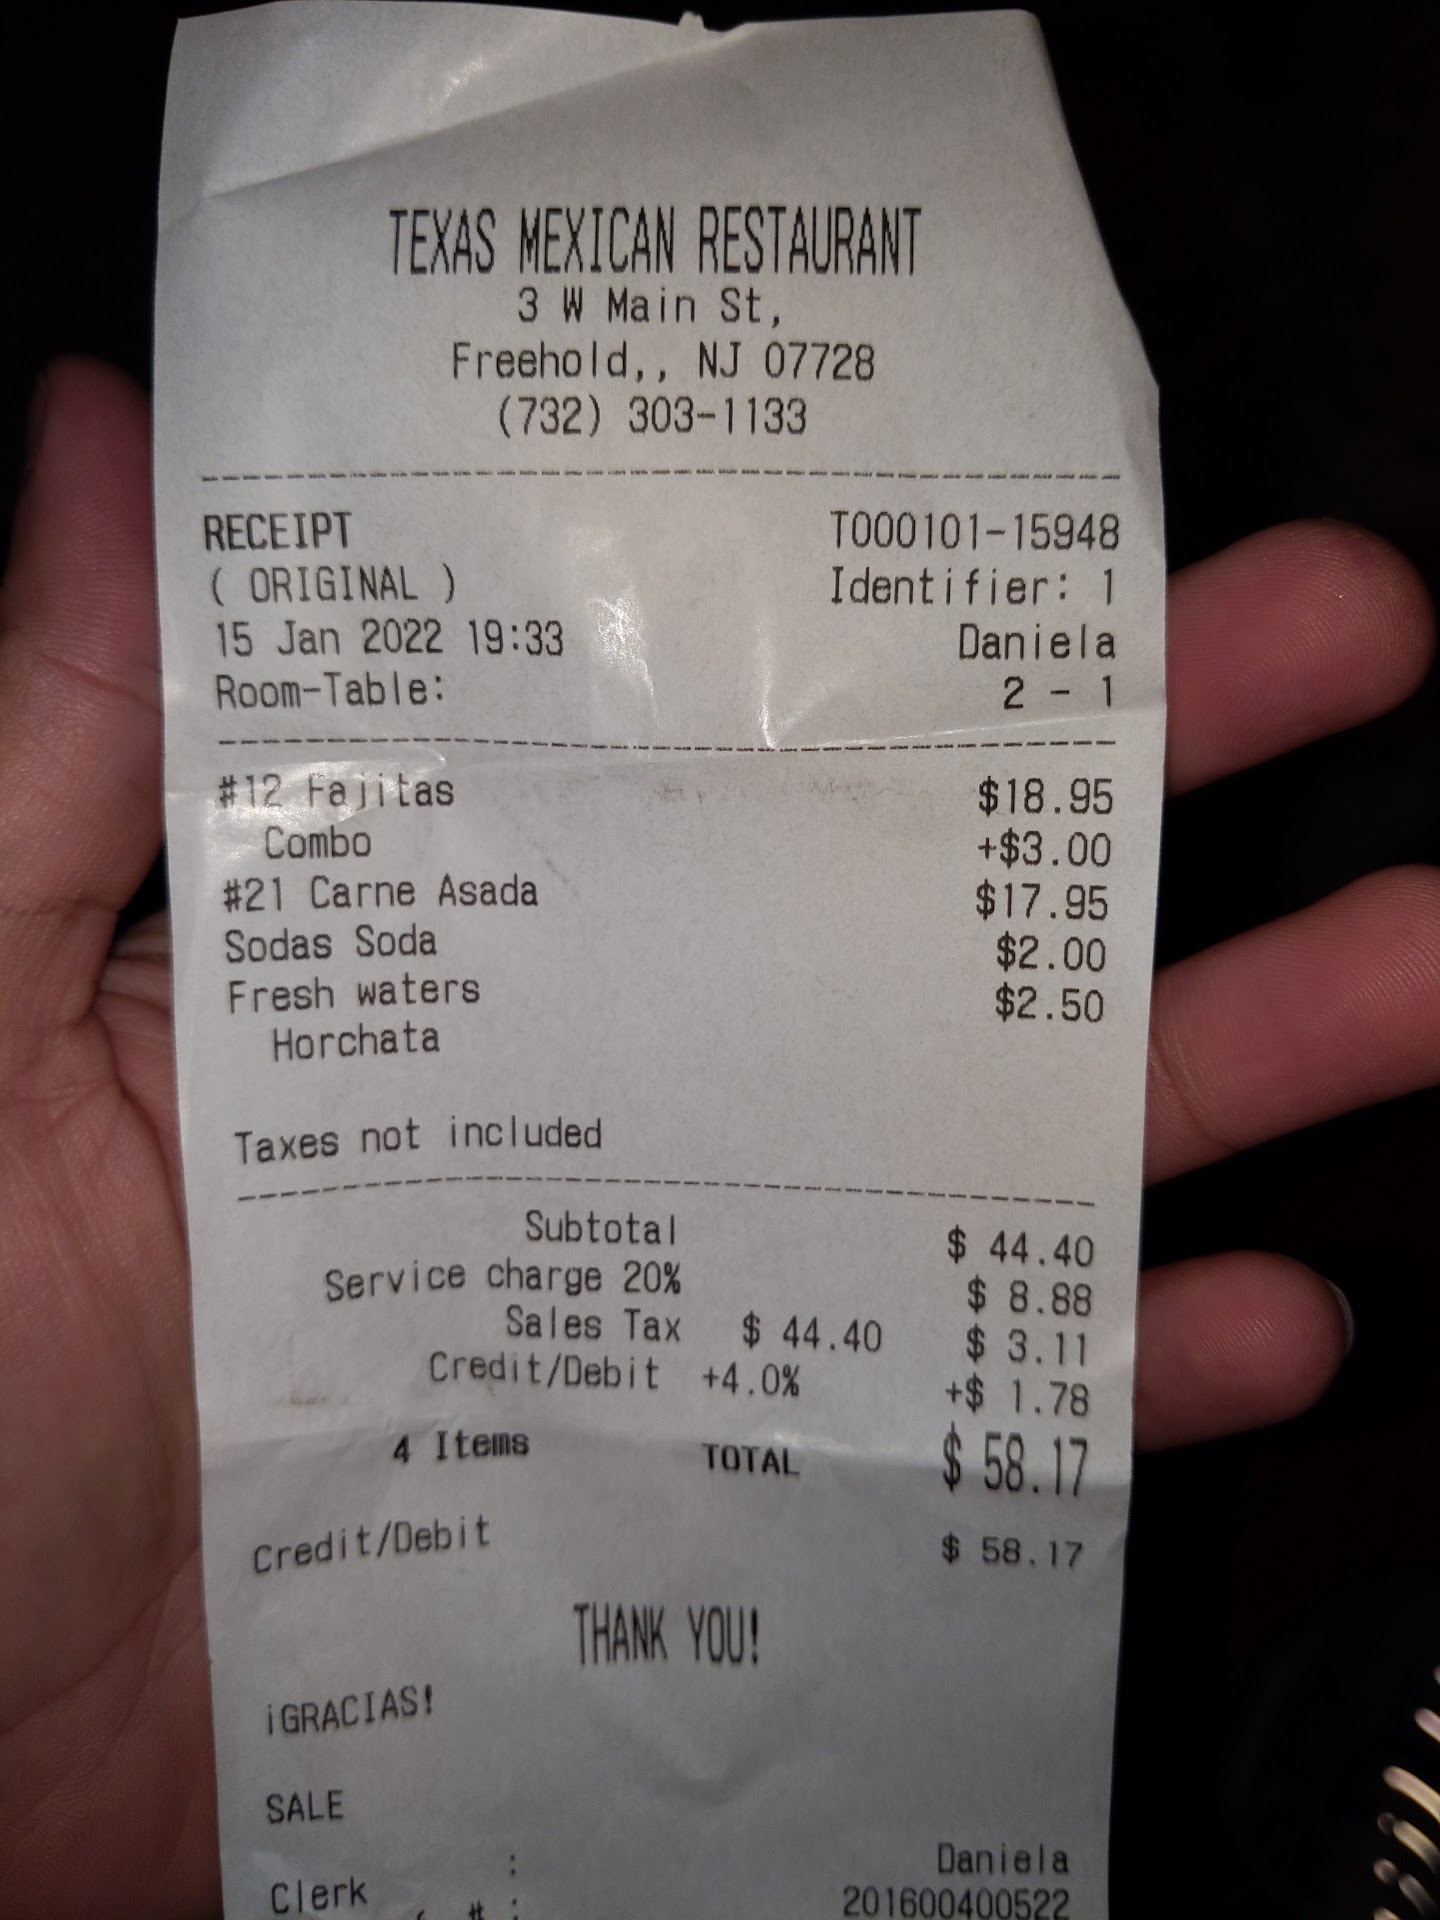 TEXAS MEXICAN RESTAURANT
3 W Main St,
Freehold,, NJ 07728
(732) 303-1133
RECEIPT T000101-15948
( ORIGINAL ) Identifier: 1
15 Jan 2022 19:33 Daniela
Room-Table: 2 - 1
#12 Fajitas $18.95
Combo +$3.00
#21 Carne Asada $17.95
Sodas Soda $2.00
Fresh waters $2.50
Horchata
Taxes not included
Subtotal $ 44.40
Service charge 20% $ 8.88
Sales Tax $ 44.40 $ 3.11
Credit/Debit +4.0% +$ 1.78
4 Items TOTAL $ 58.17
Credit/Debit $ 58.17
THANK YOU!
¡GRACIAS!
SALE
Clerk : Daniela
# : 201600400522